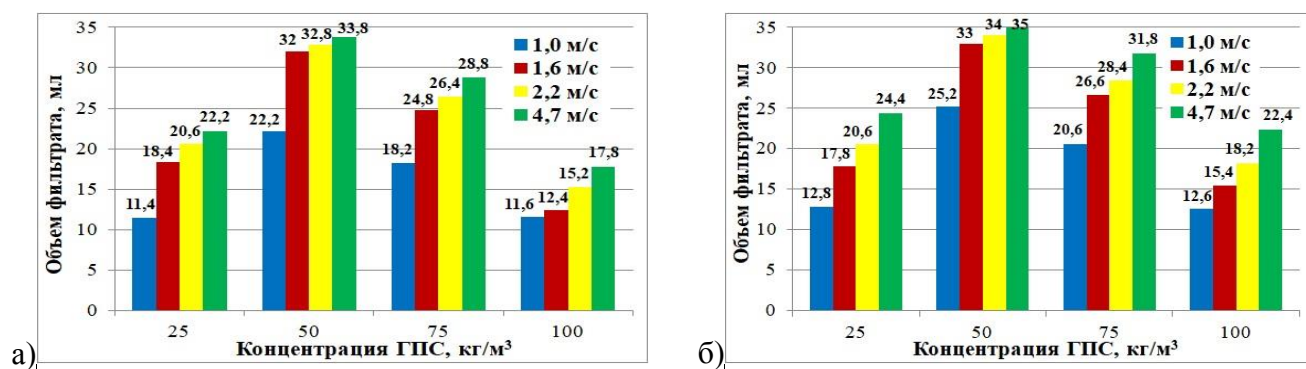 а)
Объем фильтрата, мл
35
30
25
20
15
10
5
0
11,4 18,4 20,6 22,2
22,2 32 32,8 33,8
18,2 24,8 26,4 28,8
11,6 12,4 15,2 17,8
1,0 м/с
1,6 м/с
2,2 м/с
4,7 м/с
25 50 75 100
Концентрация ГПС, кг/м³
б)
Объем фильтрата, мл
35
30
25
20
15
10
5
0
12,8 17,8 20,6 24,4
25,2 33 34 35
20,6 26,6 28,4 31,8
12,6 15,4 18,2 22,4
1,0 м/с
1,6 м/с
2,2 м/с
4,7 м/с
25 50 75 100
Концентрация ГПС, кг/м³